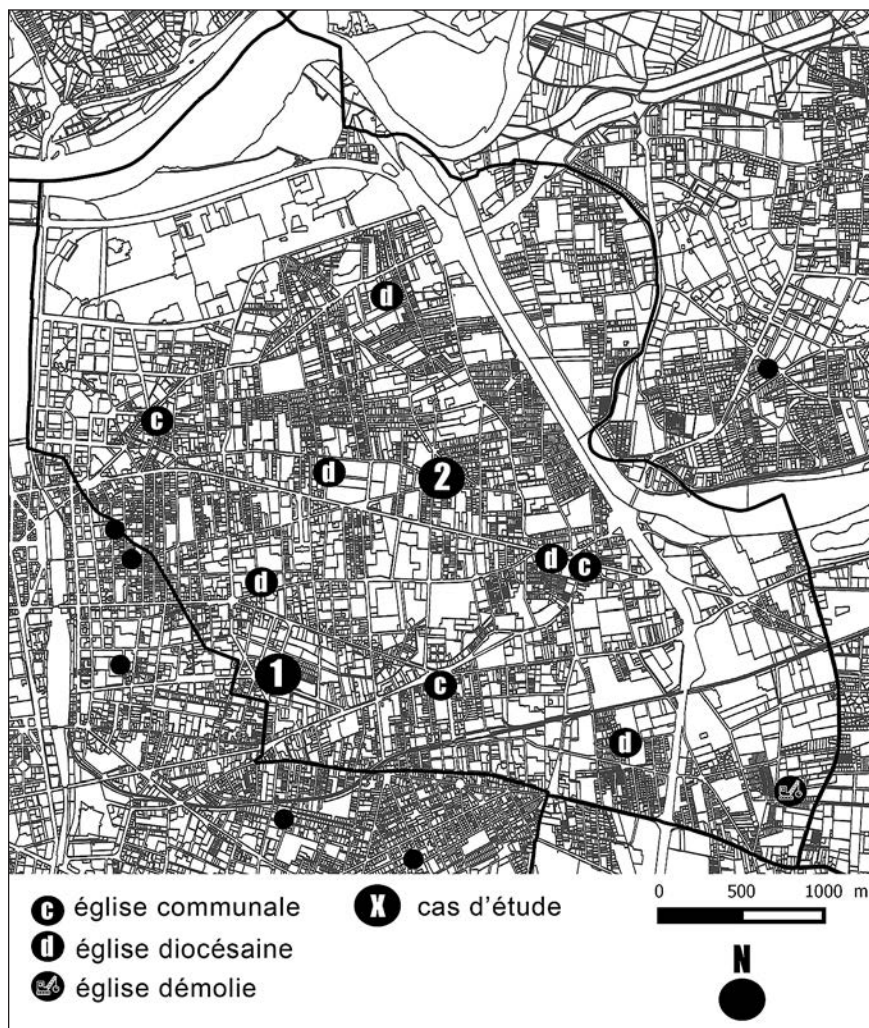 d
c
d
2
d
c
d
1
c
d
c église communale
X cas d'étude
0 500 1000 m
d église diocésaine
N
église démolie